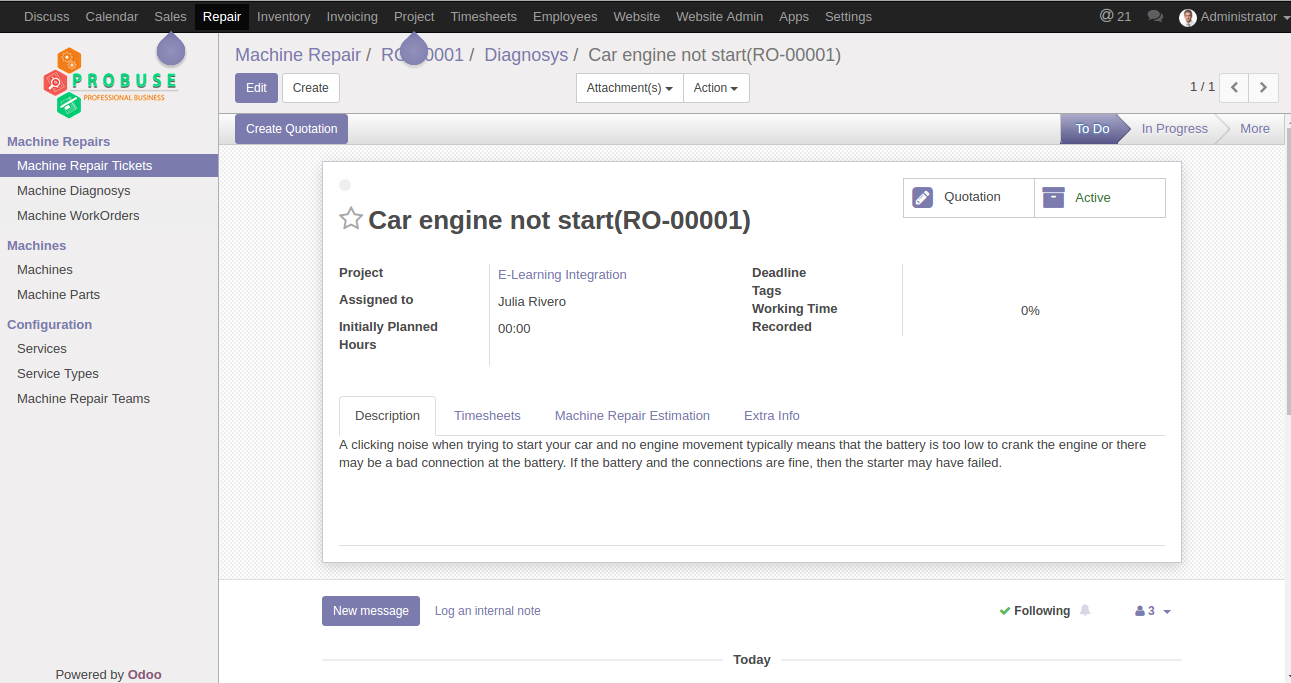 Discuss Calendar Sales Repair Inventory Invoicing Project Timesheets Employees Website Website Admin Apps Settings @ 21 Administrator
PROBUSE
PROFESSIONAL BUSINESS
Machine Repairs
Machine Repair Tickets
Machine Diagnosys
Machine WorkOrders
Machines
Machines
Machine Parts
Configuration
Services
Service Types
Machine Repair Teams
Powered by Odoo
Machine Repair / / Diagnosys / Car engine not start(RO-00001)
Edit Create Attachment(s) Action 1 / 1
Create Quotation To Do In Progress More
Quotation Active
Car engine not start(RO-00001)
Project E-Learning Integration
Assigned to Julia Rivero
Initially Planned Hours 00:00
Deadline
Tags
Working Time Recorded 0%
Description Timesheets Machine Repair Estimation Extra Info
A clicking noise when trying to start your car and no engine movement typically means that the battery is too low to crank the engine or there
may be a bad connection at the battery. If the battery and the connections are fine, then the starter may have failed.
New message Log an internal note Following 3
Today